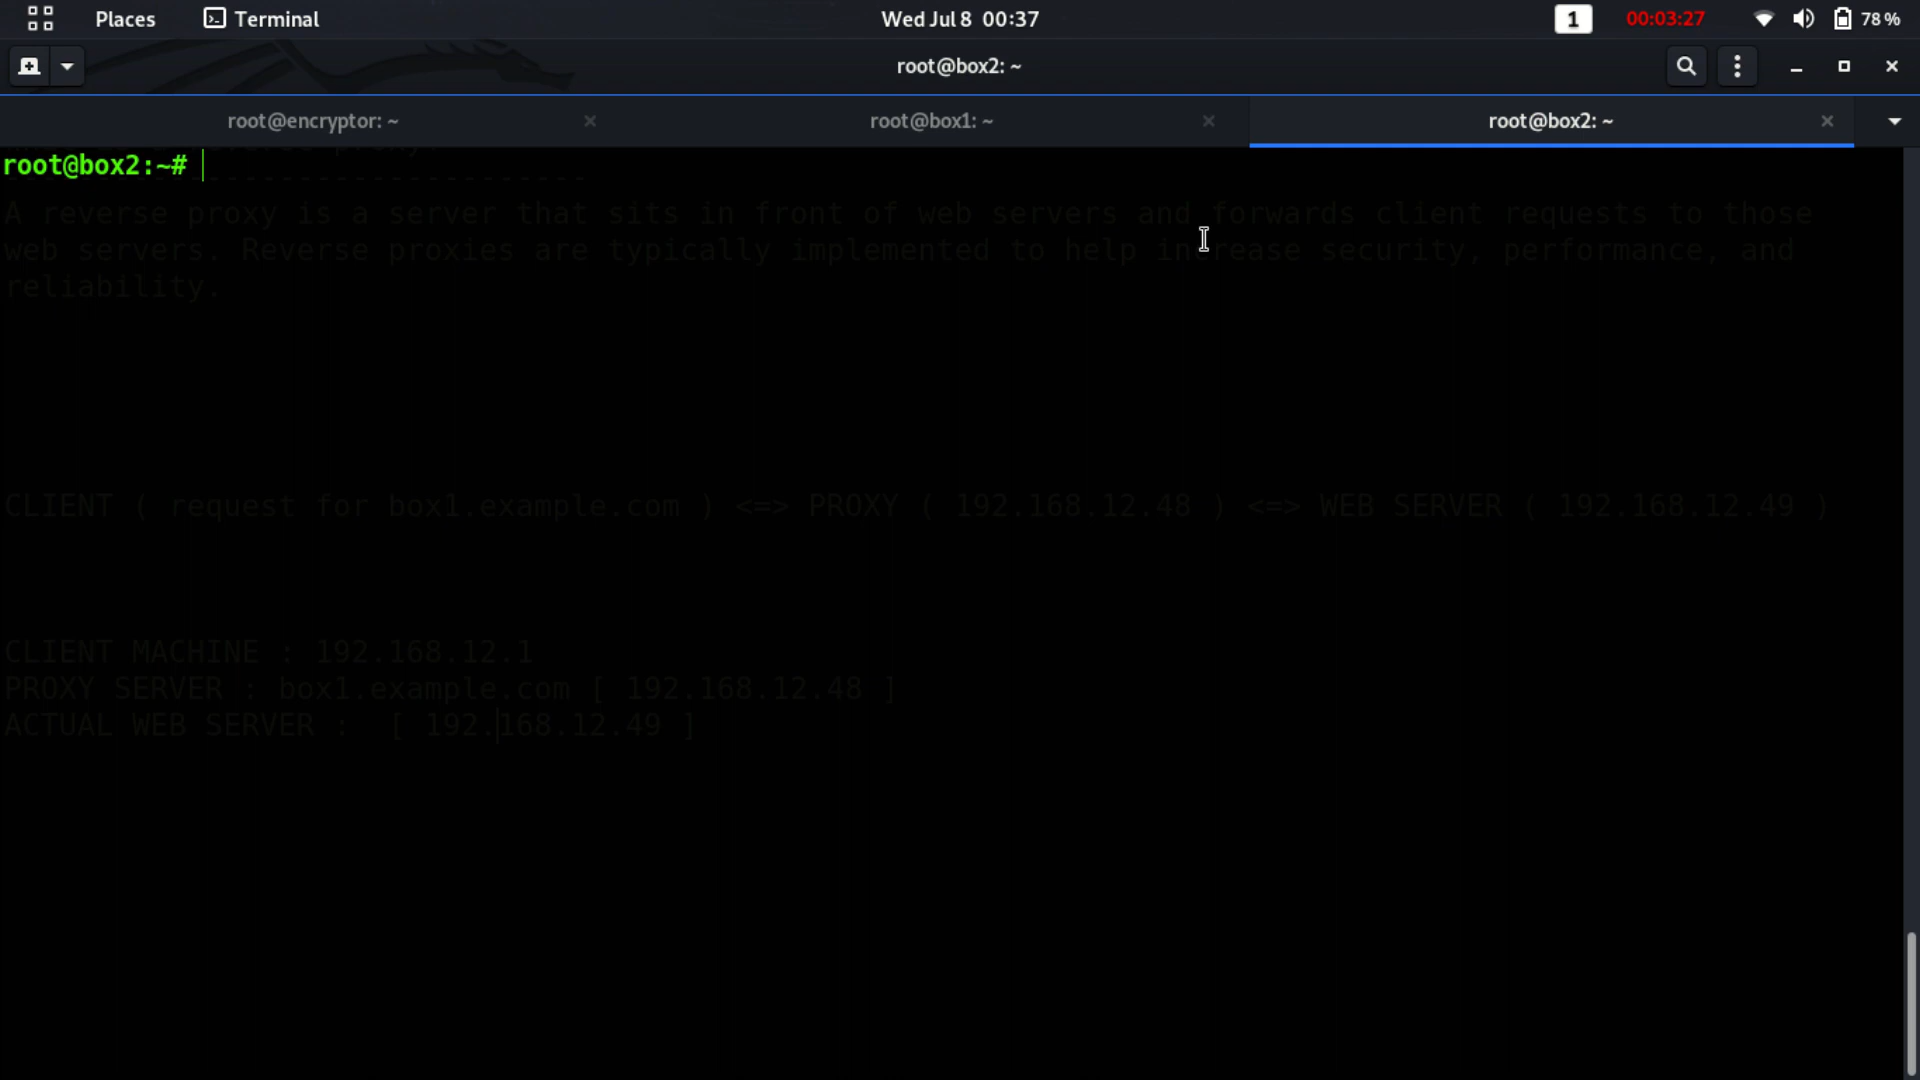 Places Terminal Wed Jul 8 00:37 1 00:03:27 78 %
root@box2: ~
root@encryptor: ~ root@box1: ~ root@box2: ~
root@box2:~#
A reverse proxy is a server that sits in front of web servers and forwards client requests to those
web servers. Reverse proxies are typically implemented to help increase security, performance, and
reliability.
CLIENT ( request for box1.example.com ) <=> PROXY ( 192.168.12.48 ) <=> WEB SERVER ( 192.168.12.49 )
CLIENT MACHINE : 192.168.12.1
PROXY SERVER : box1.example.com [ 192.168.12.48 ]
ACTUAL WEB SERVER :  [ 192.168.12.49 ]